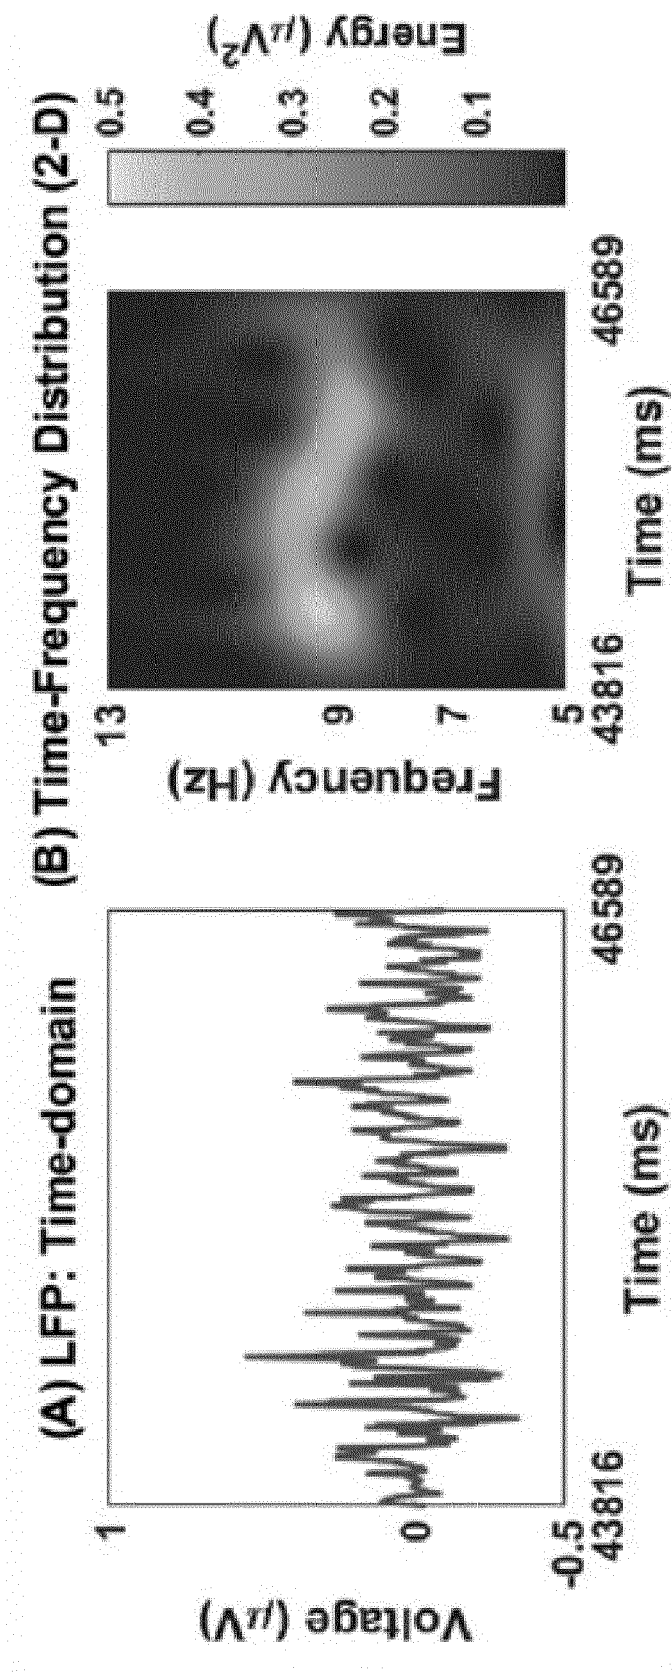 (A) LFP: Time-domain
Voltage (μV)
1
0
-0.5
43816
46589
Time (ms)
(B) Time-Frequency Distribution (2-D)
Frequency (Hz)
13
9
7
5
43816
46589
Time (ms)
0.5
0.4
0.3
0.2
0.1
Energy (μV²)